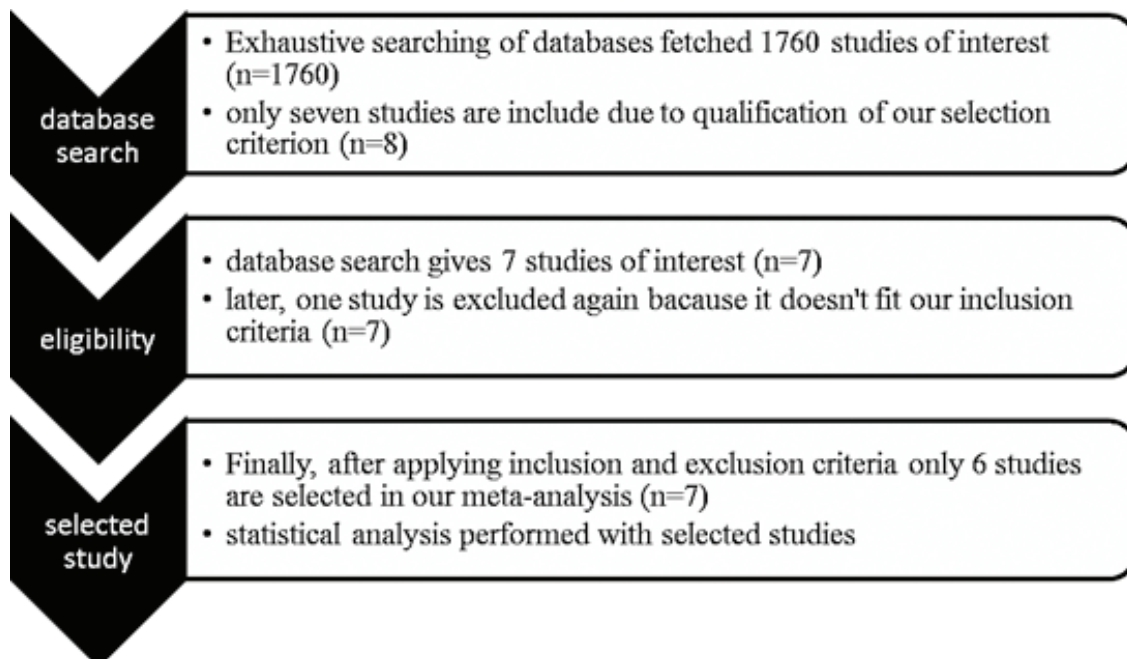 database
search
• Exhaustive searching of databases fetched 1760 studies of interest
(n=1760)
• only seven studies are include due to qualification of our selection
criterion (n=8)
eligibility
• database search gives 7 studies of interest (n=7)
• later, one study is excluded again bacause it doesn't fit our inclusion
criteria (n=7)
selected
study
• Finally, after applying inclusion and exclusion criteria only 6 studies
are selected in our meta-analysis (n=7)
• statistical analysis performed with selected studies